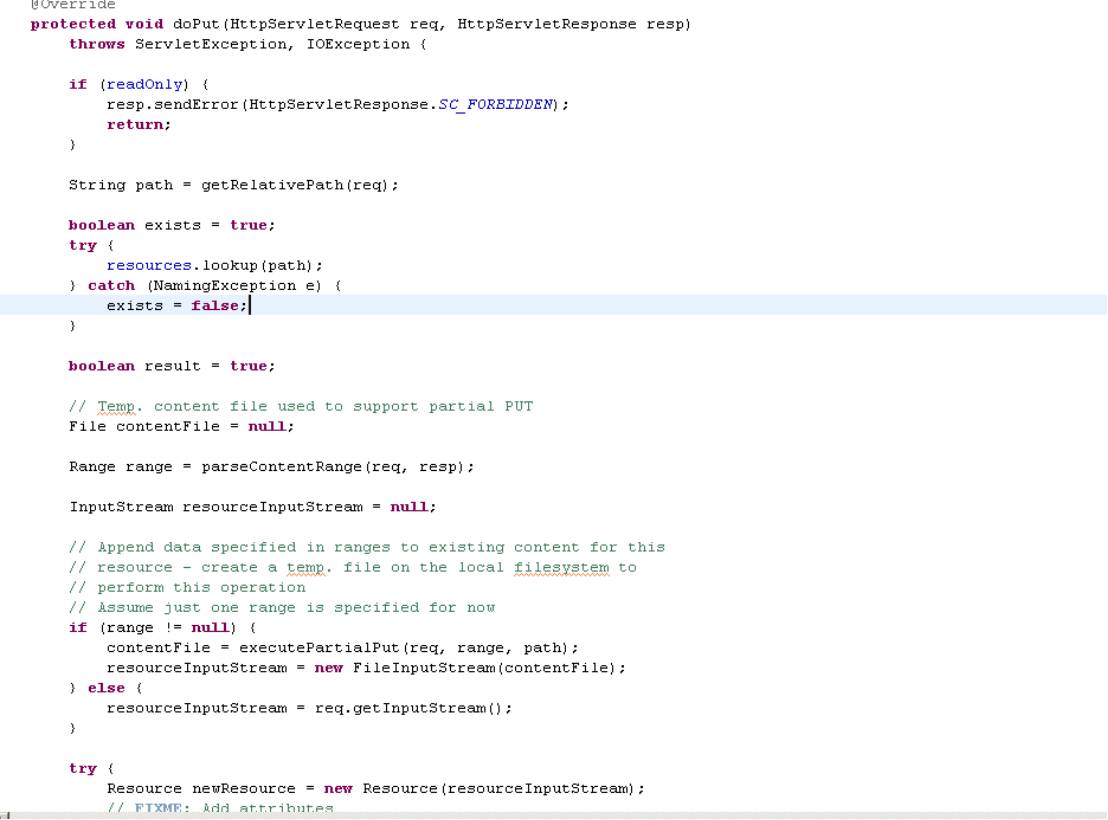 @Override
protected void doPut(HttpServletRequest req, HttpServletResponse resp)
    throws ServletException, IOException {

    if (readOnly) {
        resp.sendError(HttpServletResponse.SC_FORBIDDEN);
        return;
    }

    String path = getRelativePath(req);

    boolean exists = true;
    try {
        resources.lookup(path);
    } catch (NamingException e) {
        exists = false;
    }

    boolean result = true;

    // Temp. content file used to support partial PUT
    File contentFile = null;

    Range range = parseContentRange(req, resp);

    InputStream resourceInputStream = null;

    // Append data specified in ranges to existing content for this
    // resource - create a temp. file on the local filesystem to
    // perform this operation
    // Assume just one range is specified for now
    if (range != null) {
        contentFile = executePartialPut(req, range, path);
        resourceInputStream = new FileInputStream(contentFile);
    } else {
        resourceInputStream = req.getInputStream();
    }

    try {
        Resource newResource = new Resource(resourceInputStream);
        // FIXME: Add attributes